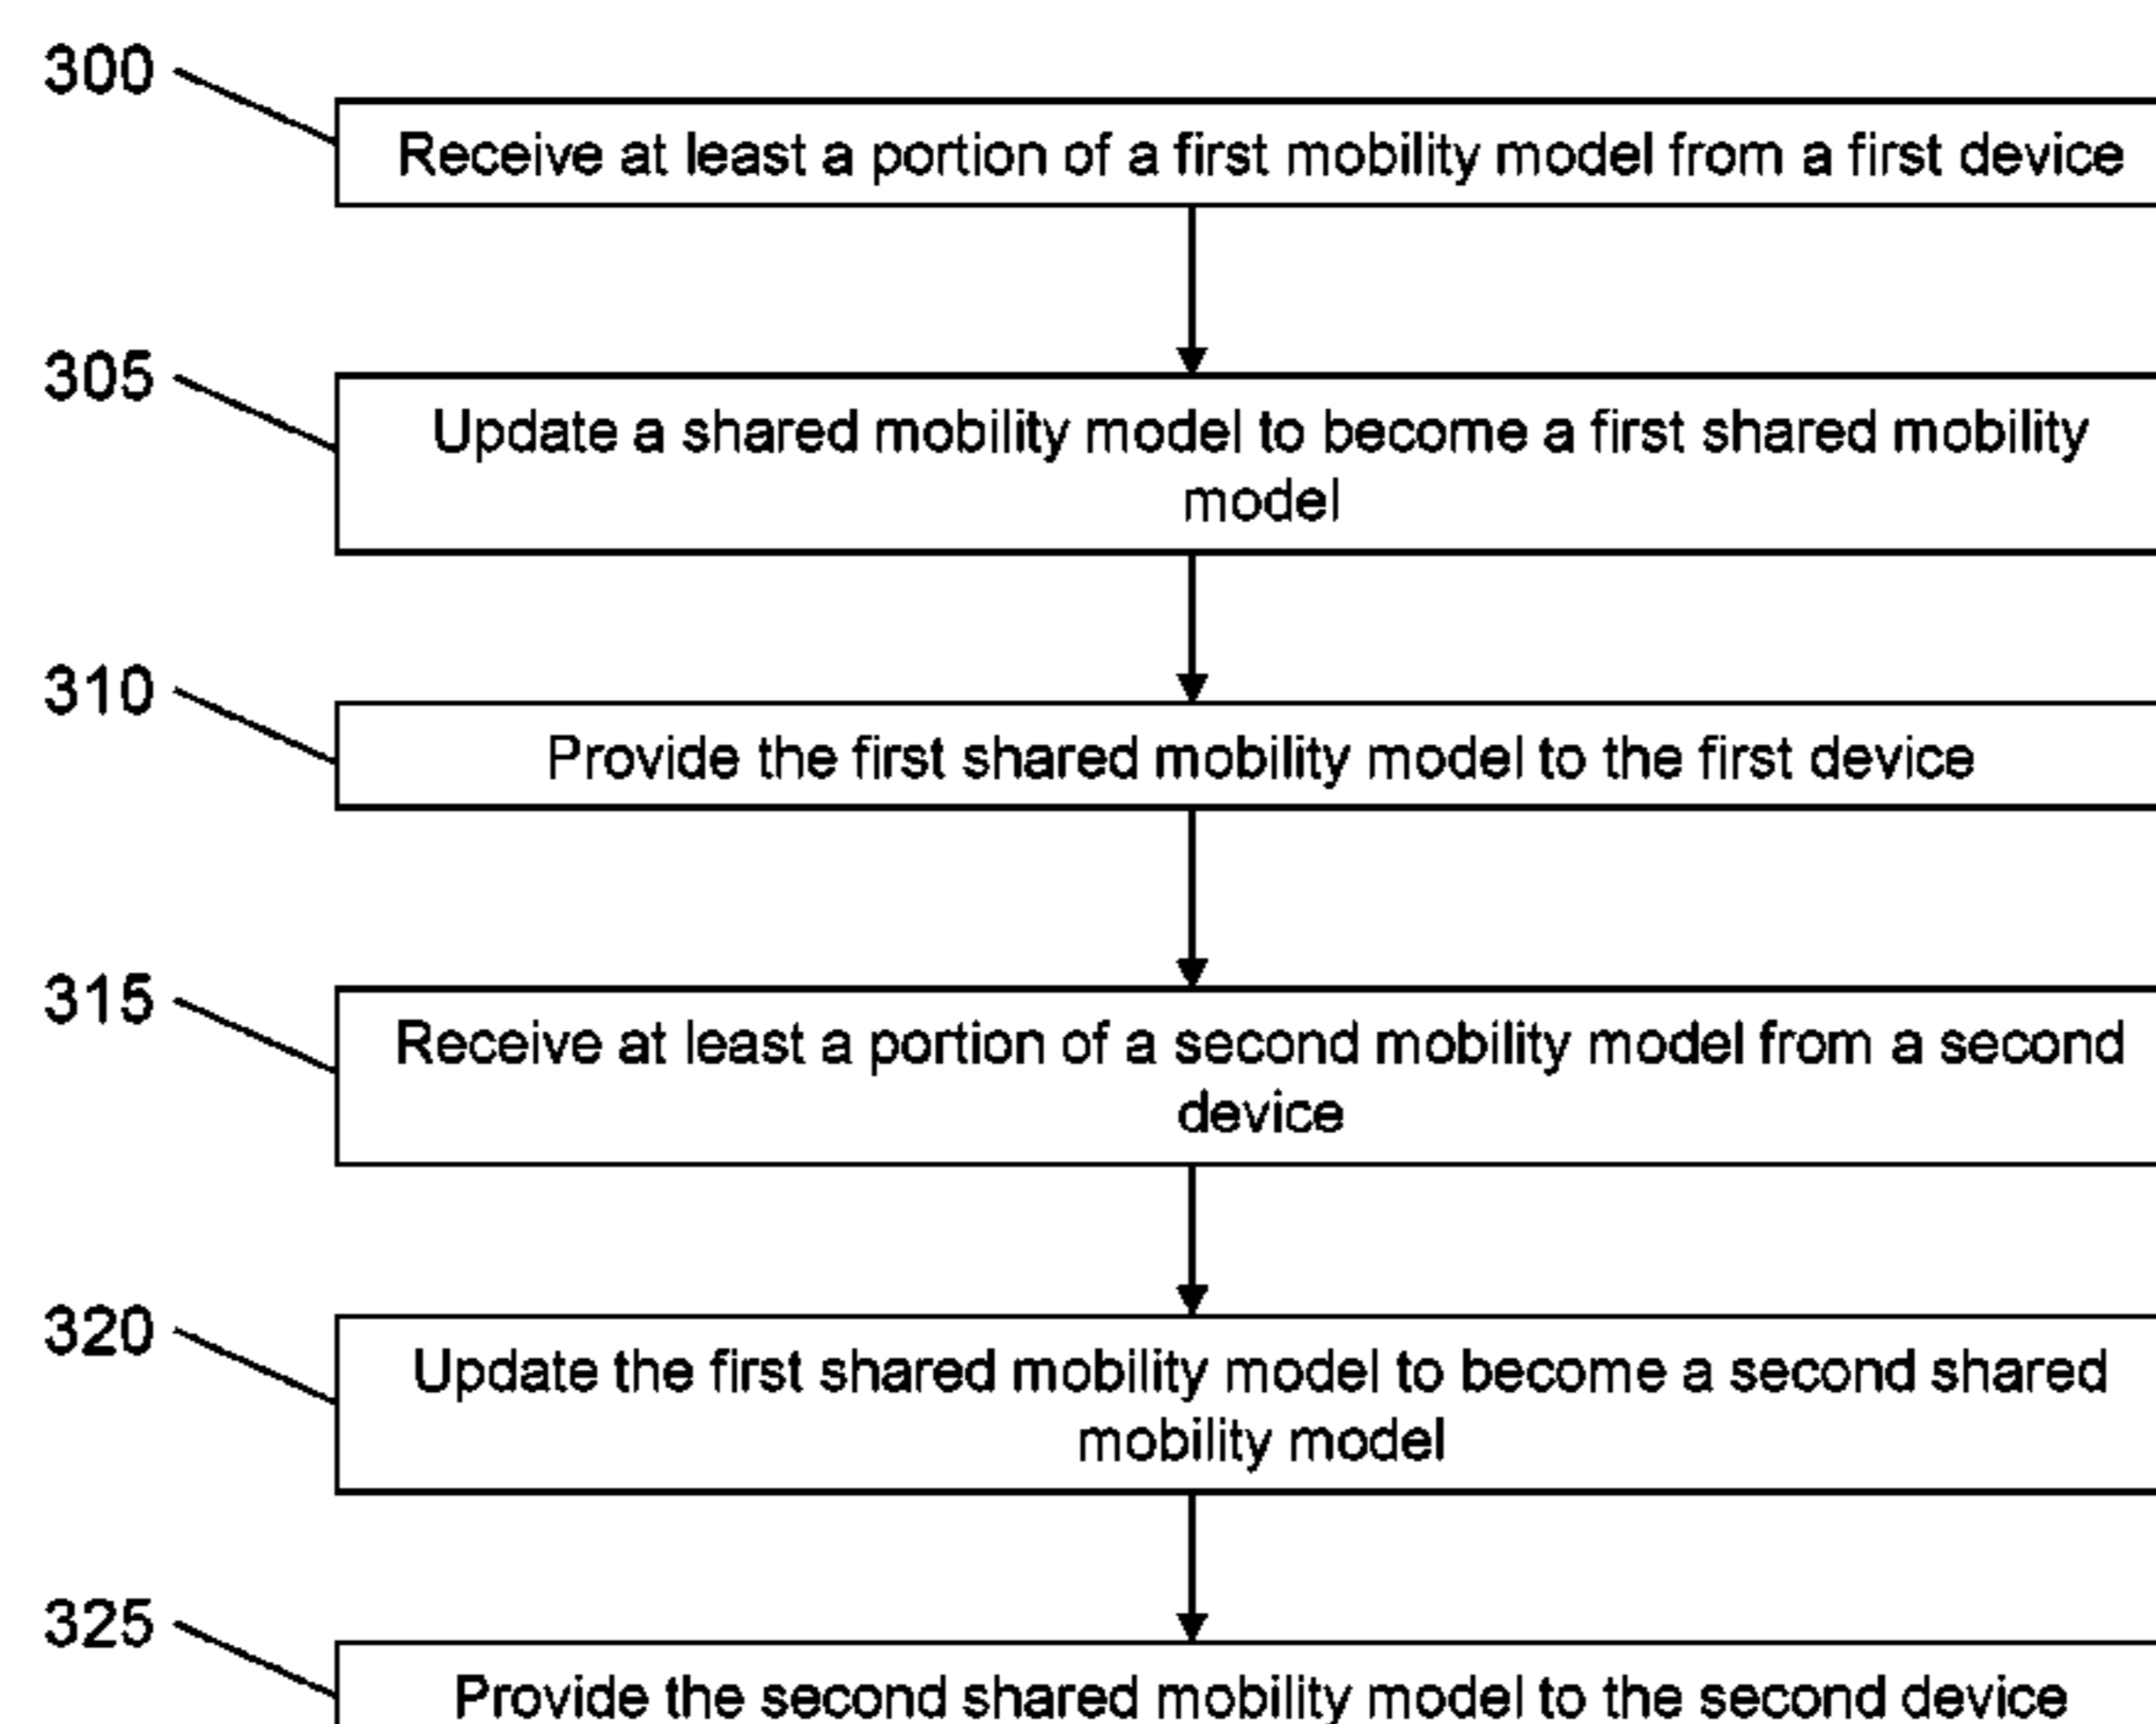 300
Receive at least a portion of a first mobility model from a first device
305
Update a shared mobility model to become a first shared mobility
model
310
Provide the first shared mobility model to the first device
315
Receive at least a portion of a second mobility model from a second
device
320
Update the first shared mobility model to become a second shared
mobility model
325
Provide the second shared mobility model to the second device